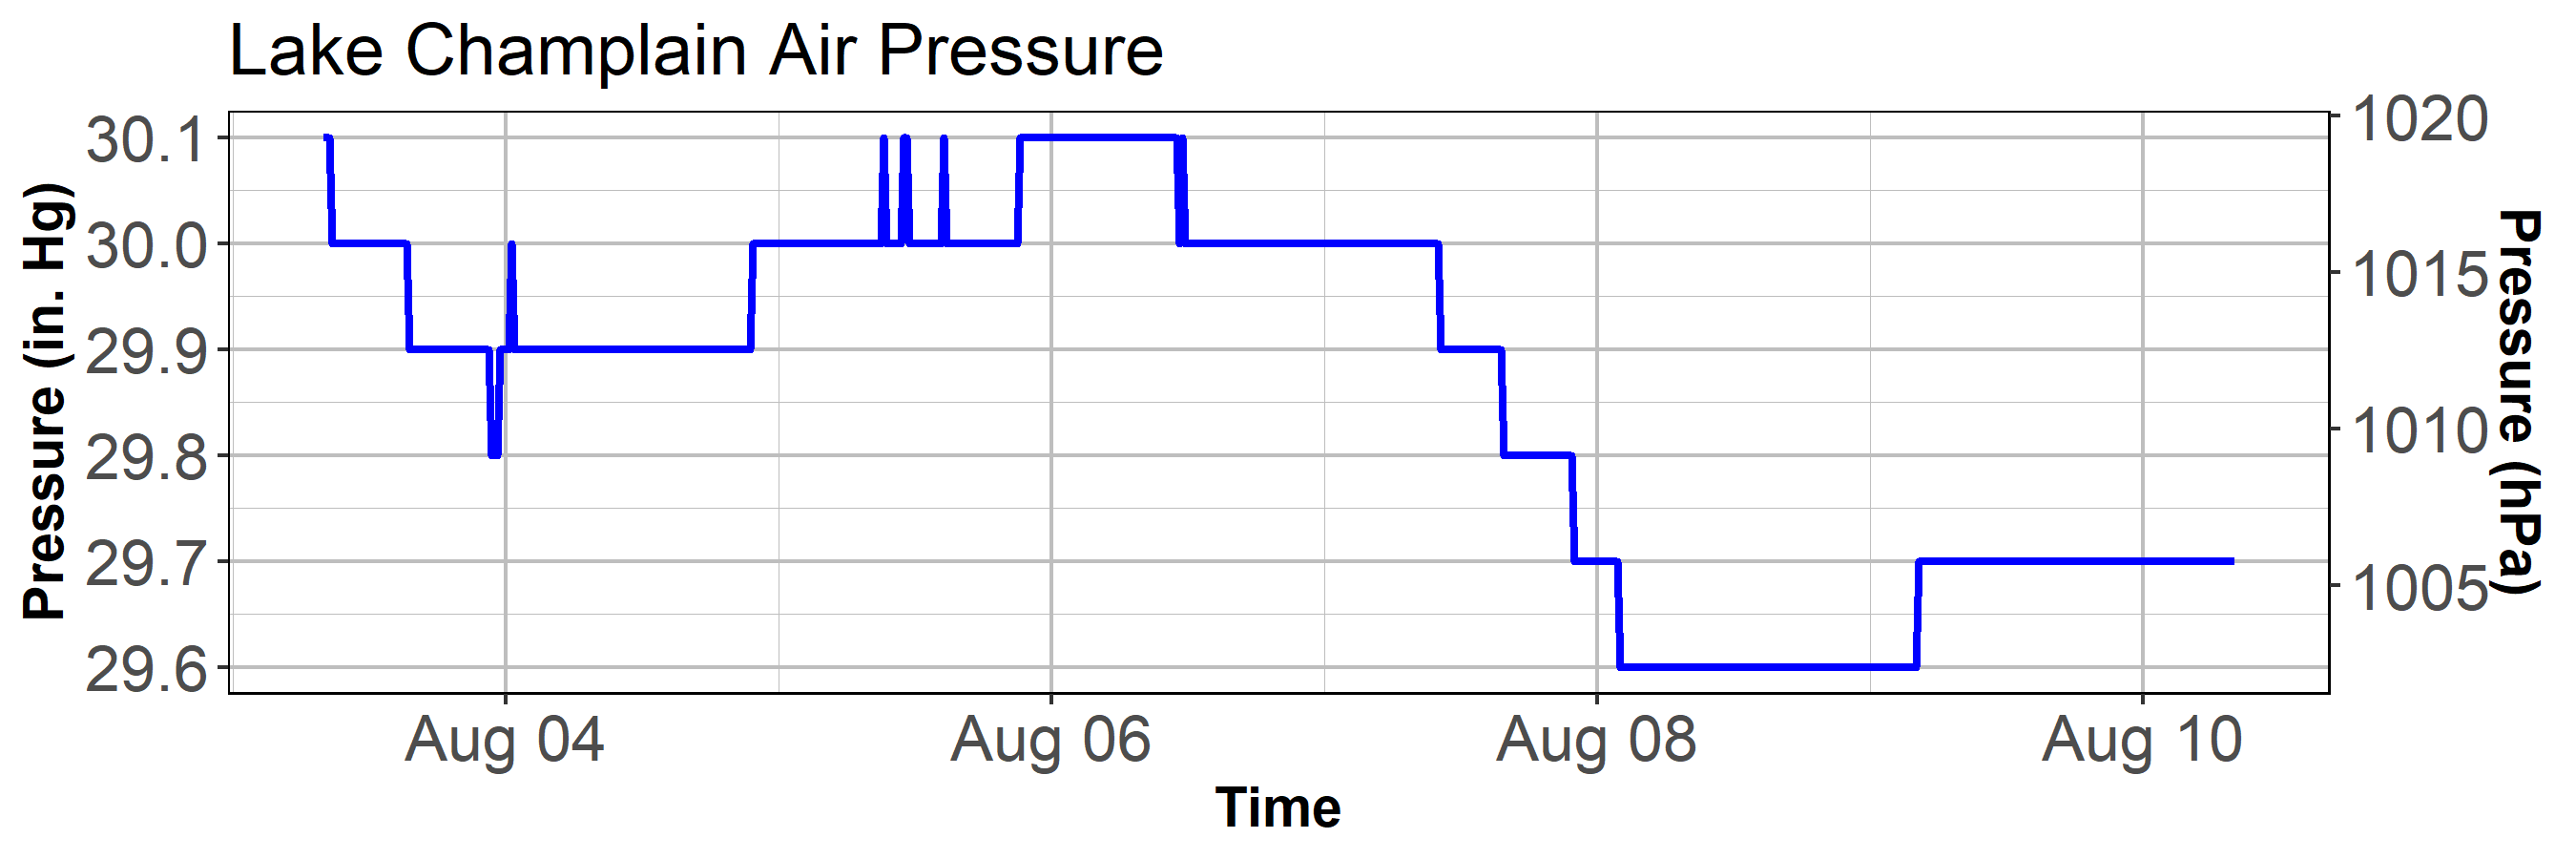 Lake Champlain Air Pressure
Pressure (in. Hg)
30.1
30.0
29.9
29.8
29.7
29.6
1020
1015
1010
1005
Pressure (hPa)
Aug 04
Aug 06
Aug 08
Aug 10
Time